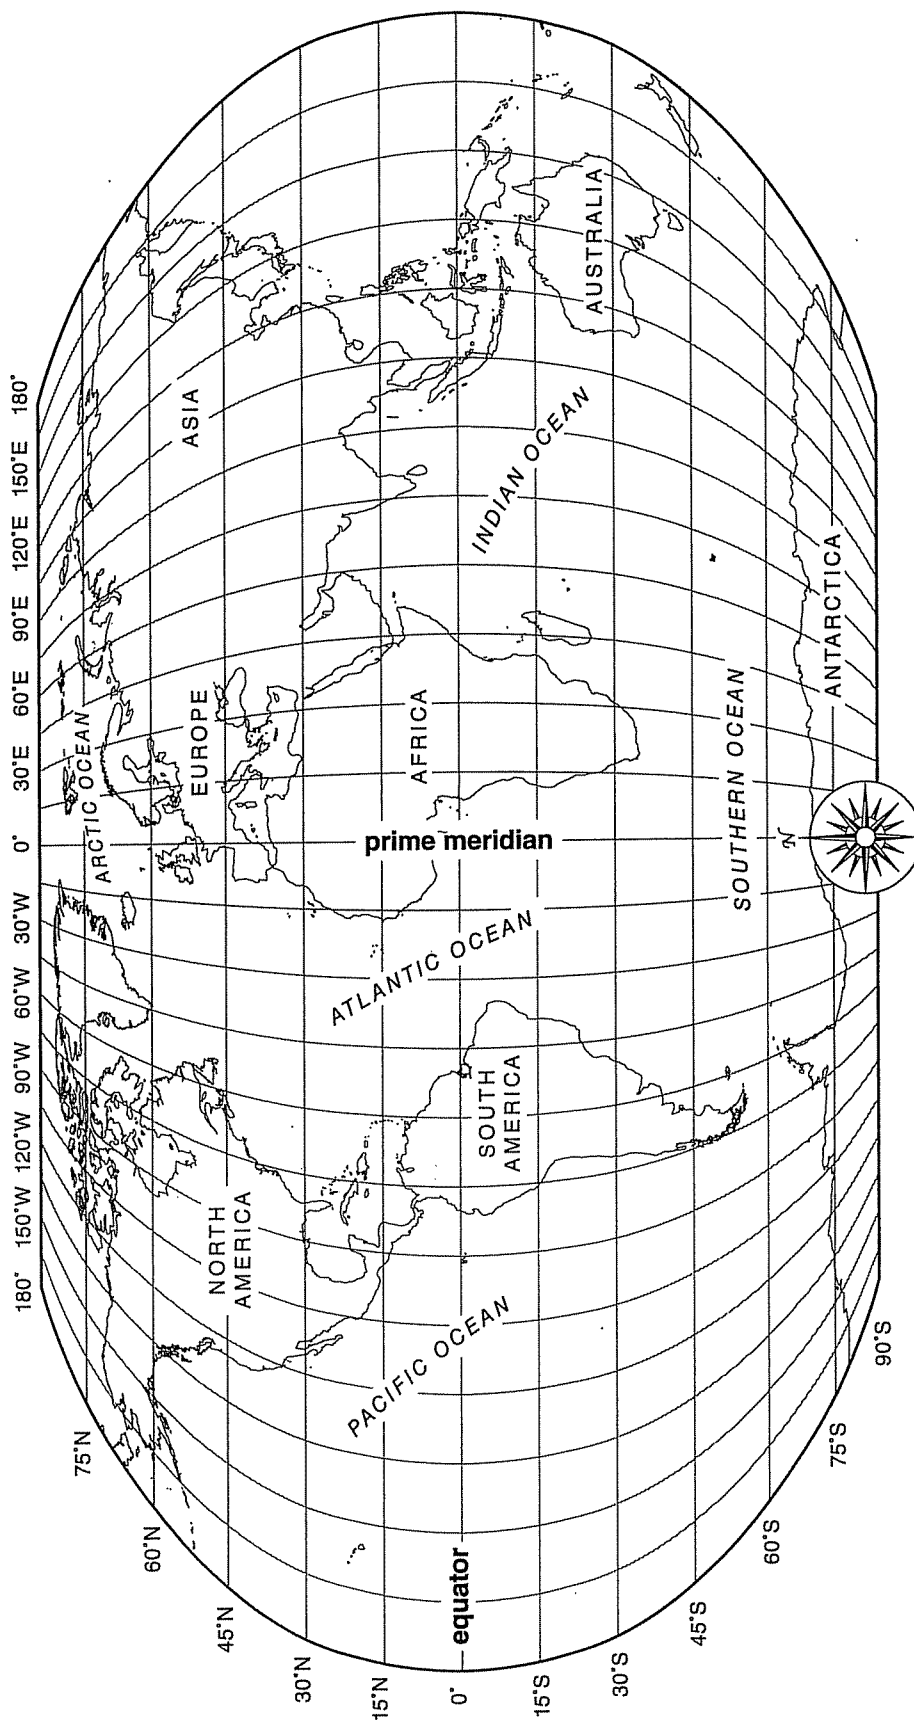 180° 150°W 120°W 90°W 60°W 30°W 0° 30°E 60°E 90°E 120°E 150°E 180°
75°N
60°N
45°N
30°N
15°N
0°
15°S
30°S
45°S
60°S
75°S
90°S
ARCTIC OCEAN
NORTH
AMERICA
EUROPE
ASIA
PACIFIC OCEAN
ATLANTIC OCEAN
AFRICA
prime meridian
equator
SOUTH
AMERICA
INDIAN OCEAN
AUSTRALIA
SOUTHERN OCEAN
N
ANTARCTICA